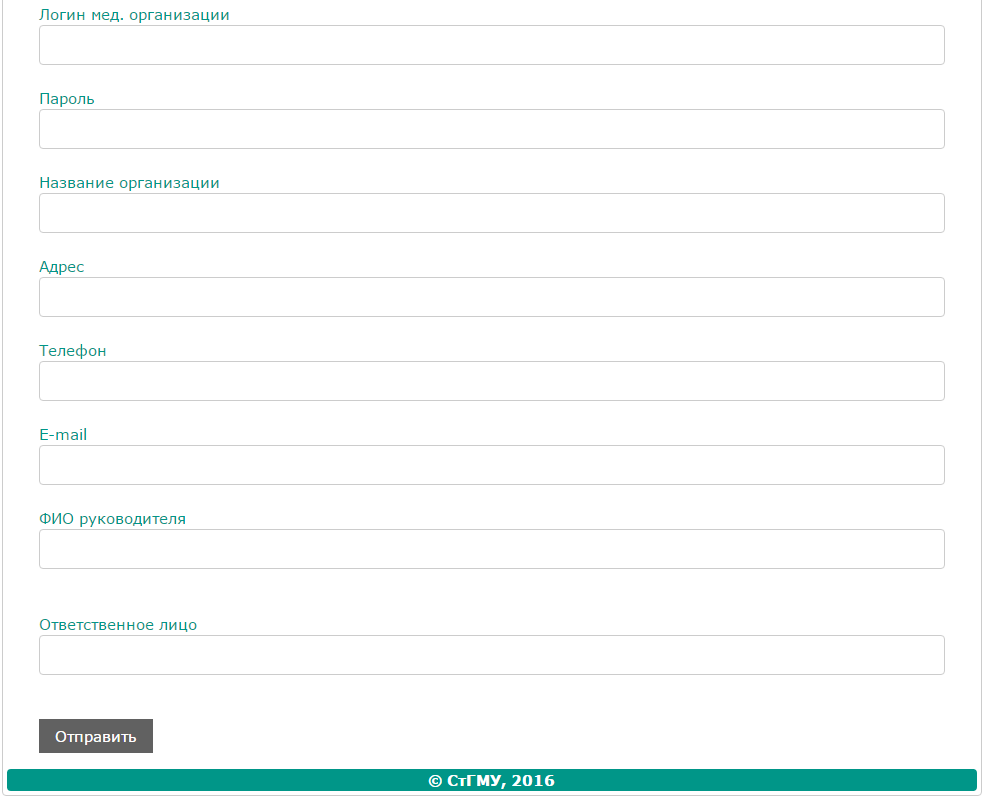 Логин мед. организации
Пароль
Название организации
Адрес
Телефон
E-mail
ФИО руководителя
Ответственное лицо
Отправить
© СтГМУ, 2016